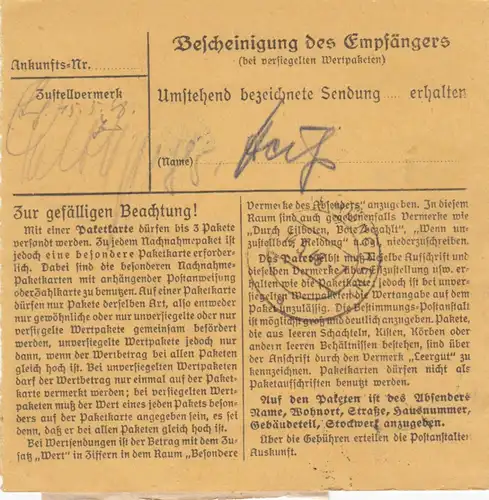 Ankunfts=Nr.
Zustellvermerk
Bescheinigung des Empfängers
(bei versiegelten Wertpaketen)
Umstehend bezeichnete Sendung .... erhalten
(Name)
Zur gefälligen Beachtung!
Mit einer Paketkarte dürfen bis 3 Pakete
versandt werden. Zu jedem Nachnahmepaket ist
jedoch eine besondere Paketkarte erforder-
lich. Dabei sind die besonderen Nachnahme-
Paketkarten mit anhängender Postanweisung
oder Zahlkarte zu benutzen. Auf einer Paketkarte
dürfen nur Pakete derselben Art, also entweder
nur gewöhnliche oder nur unversiegelte oder nur
versiegelte Wertpakete gemeinsam befördert
werden, unversiegelte Wertpakete jedoch nur
dann, wenn der Wertbetrag bei allen Paketen
gleich hoch ist. Bei unversiegelten Wertpaketen
darf der Wertbetrag nur einmal auf der Paket-
karte vermerkt werden; bei versiegelten Wert-
paketen muß der Wert eines jeden Pakets beson-
ders auf der Paketkarte angegeben sein, es sei
denn, daß er bei allen Paketen gleich hoch ist.
Bei Wertsendungen ist der Betrag mit dem Zu-
satz „Wert“ in Ziffern in dem Raum „Besondere
Vermerke des Absenders“ anzugeben. In diesem
Raum sind auch gegebenenfalls Vermerke wie
„Durch Eilboten, Bote bezahlt“, „Wenn un-
zustellbar, Meldung“ u. a. niederzuschreiben.
Das Paket selbst muß dieselbe Aufschrift und
dieselben Vermerke über Eilzustellung usw. er-
halten wie die Paketkarte, jedoch ist bei unver-
siegelten Wertpaketen die Wertangabe auf dem
Paket unzulässig. Die Bestimmungs-Postanstalt
ist möglichst groß und deutlich anzugeben. Pakete,
die aus leeren Schachteln, Kisten, Körben oder
anderen leeren Behältnissen bestehen, sind über
der Anschrift durch den Vermerk „Leergut“ zu
kennzeichnen. Paketkarten dürfen nicht als
Paketaufschriften benutzt werden.
Auf den Paketen ist des Absenders
Name, Wohnort, Straße, Hausnummer,
Gebäudeteil, Stockwerk anzugeben.
Über die Gebühren erteilen die Postanstalten
Auskunft.